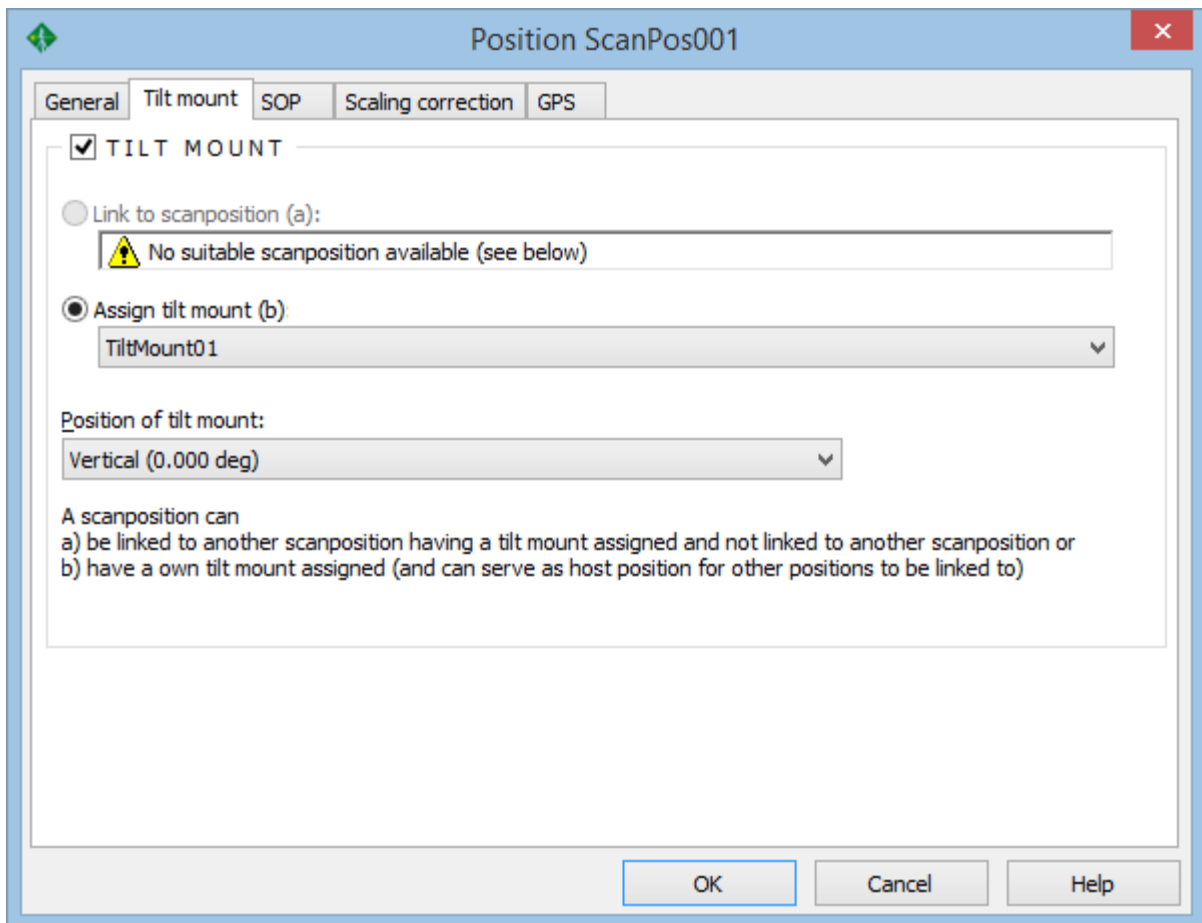 Position ScanPos001
General Tilt mount SOP Scaling correction GPS
TILT MOUNT
Link to scanposition (a):
No suitable scanposition available (see below)
Assign tilt mount (b)
TiltMount01
Position of tilt mount:
Vertical (0.000 deg)
A scanposition can
a) be linked to another scanposition having a tilt mount assigned and not linked to another scanposition or
b) have a own tilt mount assigned (and can serve as host position for other positions to be linked to)
OK Cancel Help